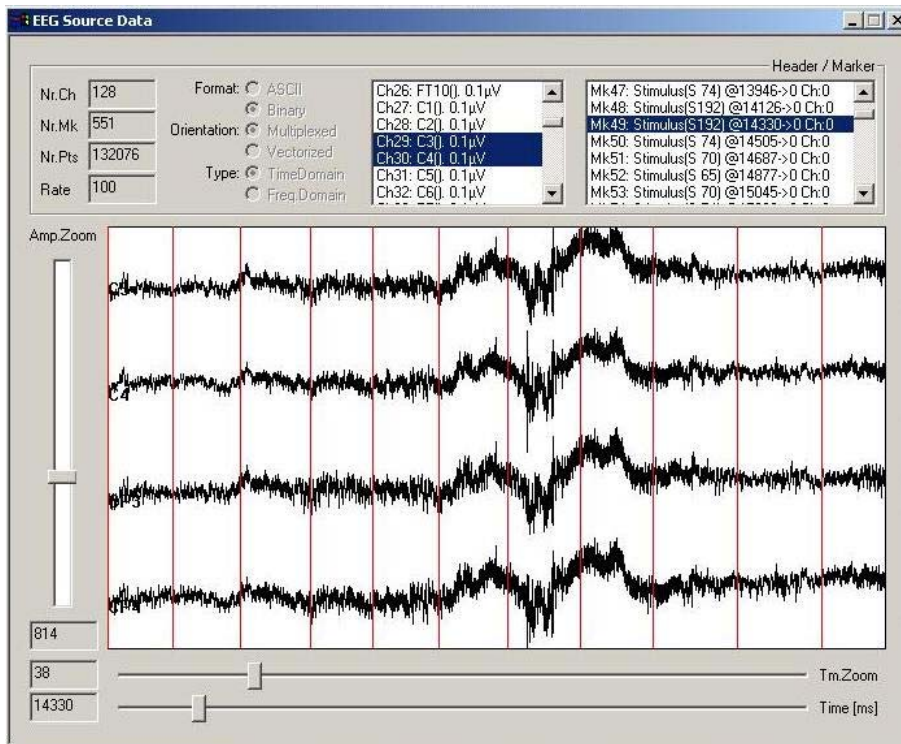 EEG Source Data
Header / Marker
Nr.Ch 128
Nr.Mk 551
Nr.Pts 132076
Rate 100
Format: ASCII
Binary
Orientation: Multiplexed
Vectorized
Type: TimeDomain
Freq.Domain
Ch26: FT10(). 0.1µV
Ch27: C1(). 0.1µV
Ch28: C2(). 0.1µV
Ch29: C3(). 0.1µV
Ch30: C4(). 0.1µV
Ch31: C5(). 0.1µV
Ch32: C6(). 0.1µV
Mk47: Stimulus(S 74) @13946->0 Ch:0
Mk48: Stimulus(S192) @14126->0 Ch:0
Mk49: Stimulus(S192) @14330->0 Ch:0
Mk50: Stimulus(S 74) @14505->0 Ch:0
Mk51: Stimulus(S 70) @14687->0 Ch:0
Mk52: Stimulus(S 65) @14877->0 Ch:0
Mk53: Stimulus(S 70) @15045->0 Ch:0
Amp.Zoom
C3
C4
814
38
Tm.Zoom
14330
Time [ms]